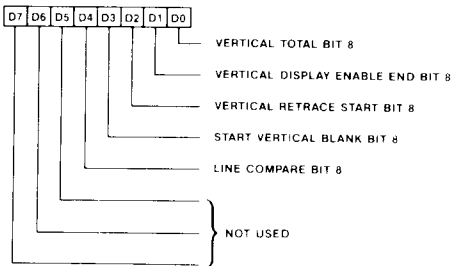 D7 D6 D5 D4 D3 D2 D1 D0
VERTICAL TOTAL BIT 8
VERTICAL DISPLAY ENABLE END BIT 8
VERTICAL RETRACE START BIT 8
START VERTICAL BLANK BIT 8
LINE COMPARE BIT 8
NOT USED